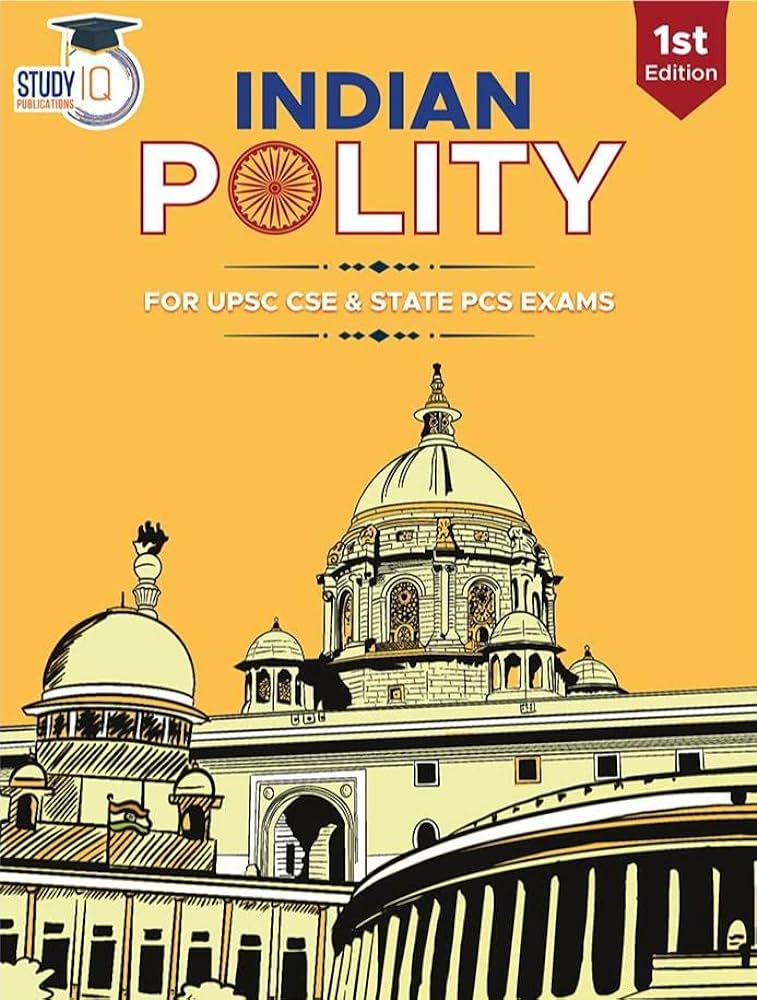 STUDY IQ
PUBLICATIONS
1st
Edition
INDIAN
POLITY
FOR UPSC CSE & STATE PCS EXAMS